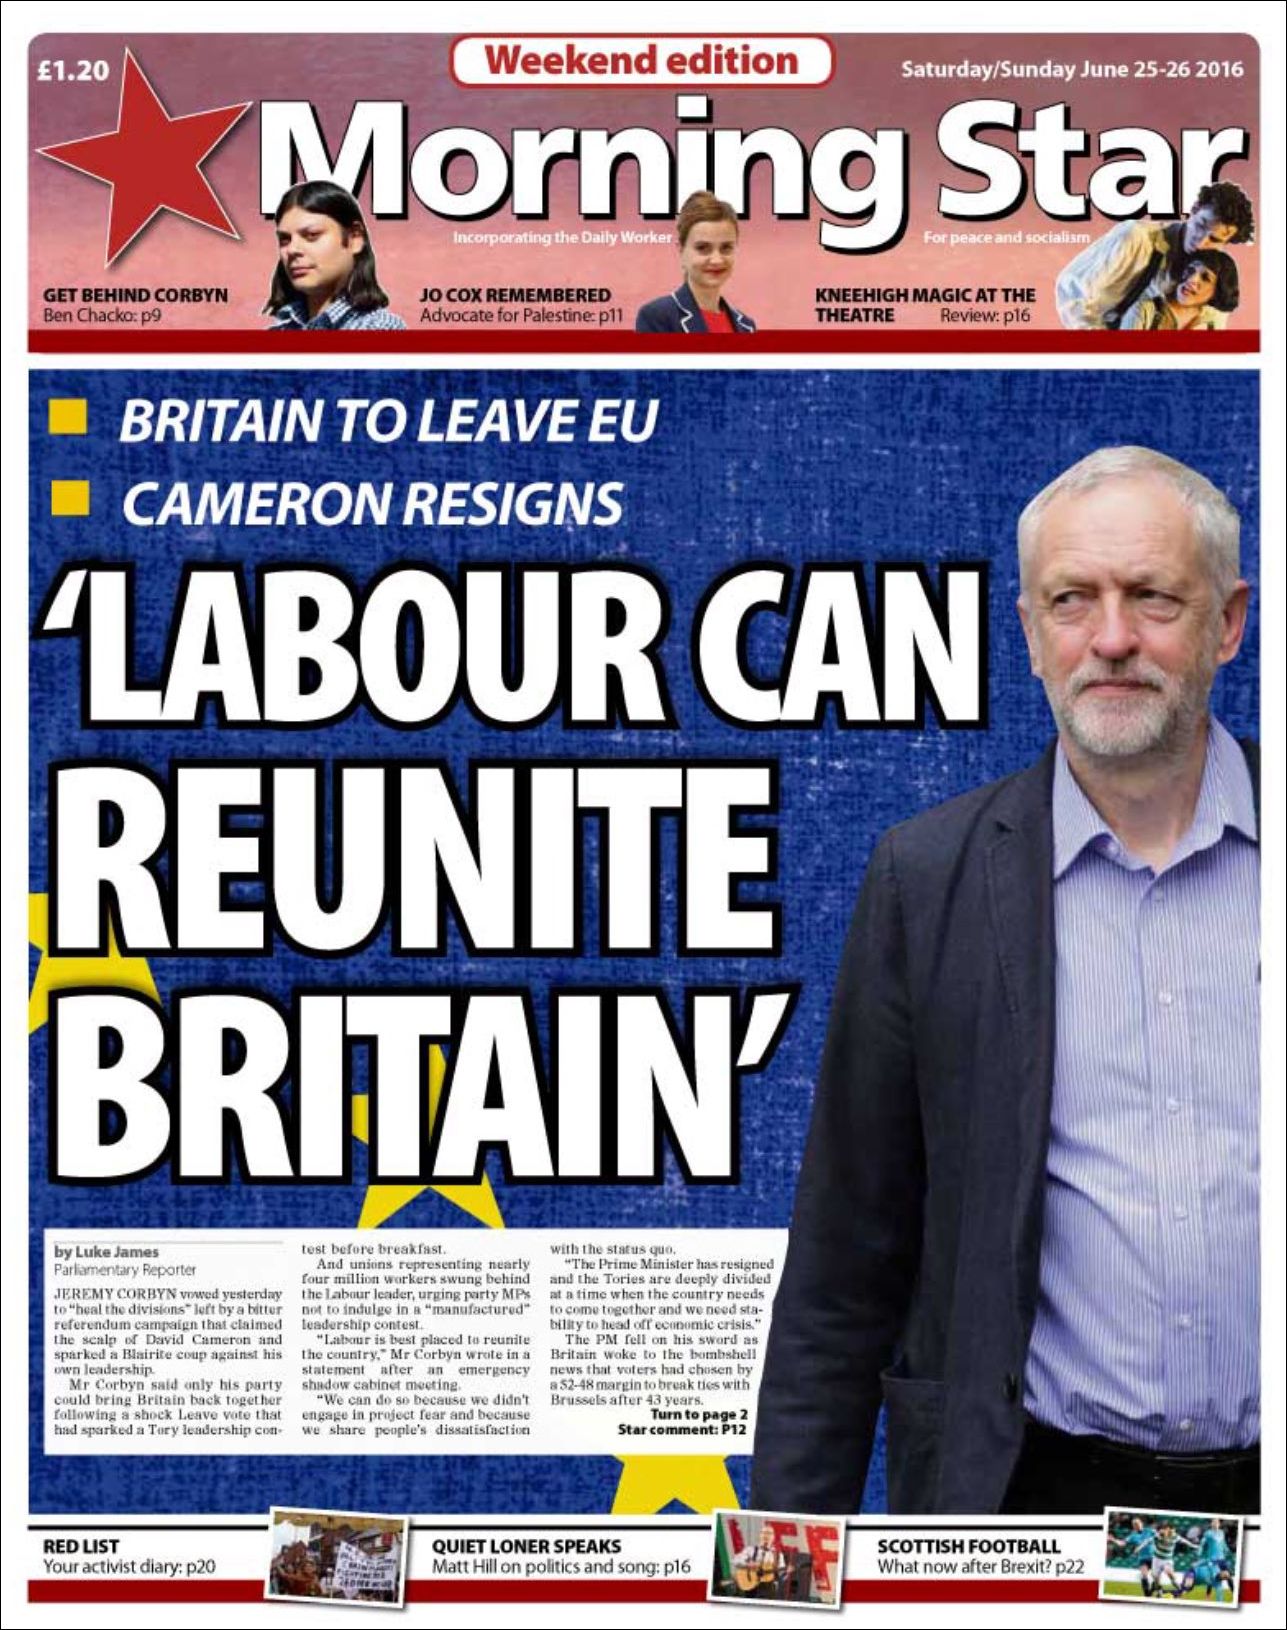 £1.20
Weekend edition
Saturday/Sunday June 25-26 2016
Morning Star
Incorporating the Daily Worker
For peace and socialism
GET BEHIND CORBYN
Ben Chacko: p9
JO COX REMEMBERED
Advocate for Palestine: p11
KNEEHIGH MAGIC AT THE
THEATRE Review: p16
BRITAIN TO LEAVE EU
CAMERON RESIGNS
‘LABOUR CAN
REUNITE
BRITAIN’
by Luke James
Parliamentary Reporter
JEREMY CORBYN vowed yesterday
to “heal the divisions” left by a bitter
referendum campaign that claimed
the scalp of David Cameron and
sparked a Blairite coup against his
own leadership.
Mr Corbyn said only his party
could bring Britain back together
following a shock Leave vote that
had sparked a Tory leadership con-
test before breakfast.
And unions representing nearly
four million workers swung behind
the Labour leader, urging party MPs
not to indulge in a “manufactured”
leadership contest.
“Labour is best placed to reunite
the country,” Mr Corbyn wrote in a
statement after an emergency
shadow cabinet meeting.
“We can do so because we didn’t
engage in project fear and because
we share people’s dissatisfaction
with the status quo.
“The Prime Minister has resigned
and the Tories are deeply divided
at a time when the country needs
to come together and we need sta-
bility to head off economic crisis.”
The PM fell on his sword as
Britain woke to the bombshell
news that voters had chosen by
a 52-48 margin to break ties with
Brussels after 43 years.
Turn to page 2
Star comment: P12
RED LIST
Your activist diary: p20
QUIET LONER SPEAKS
Matt Hill on politics and song: p16
SCOTTISH FOOTBALL
What now after Brexit? p22